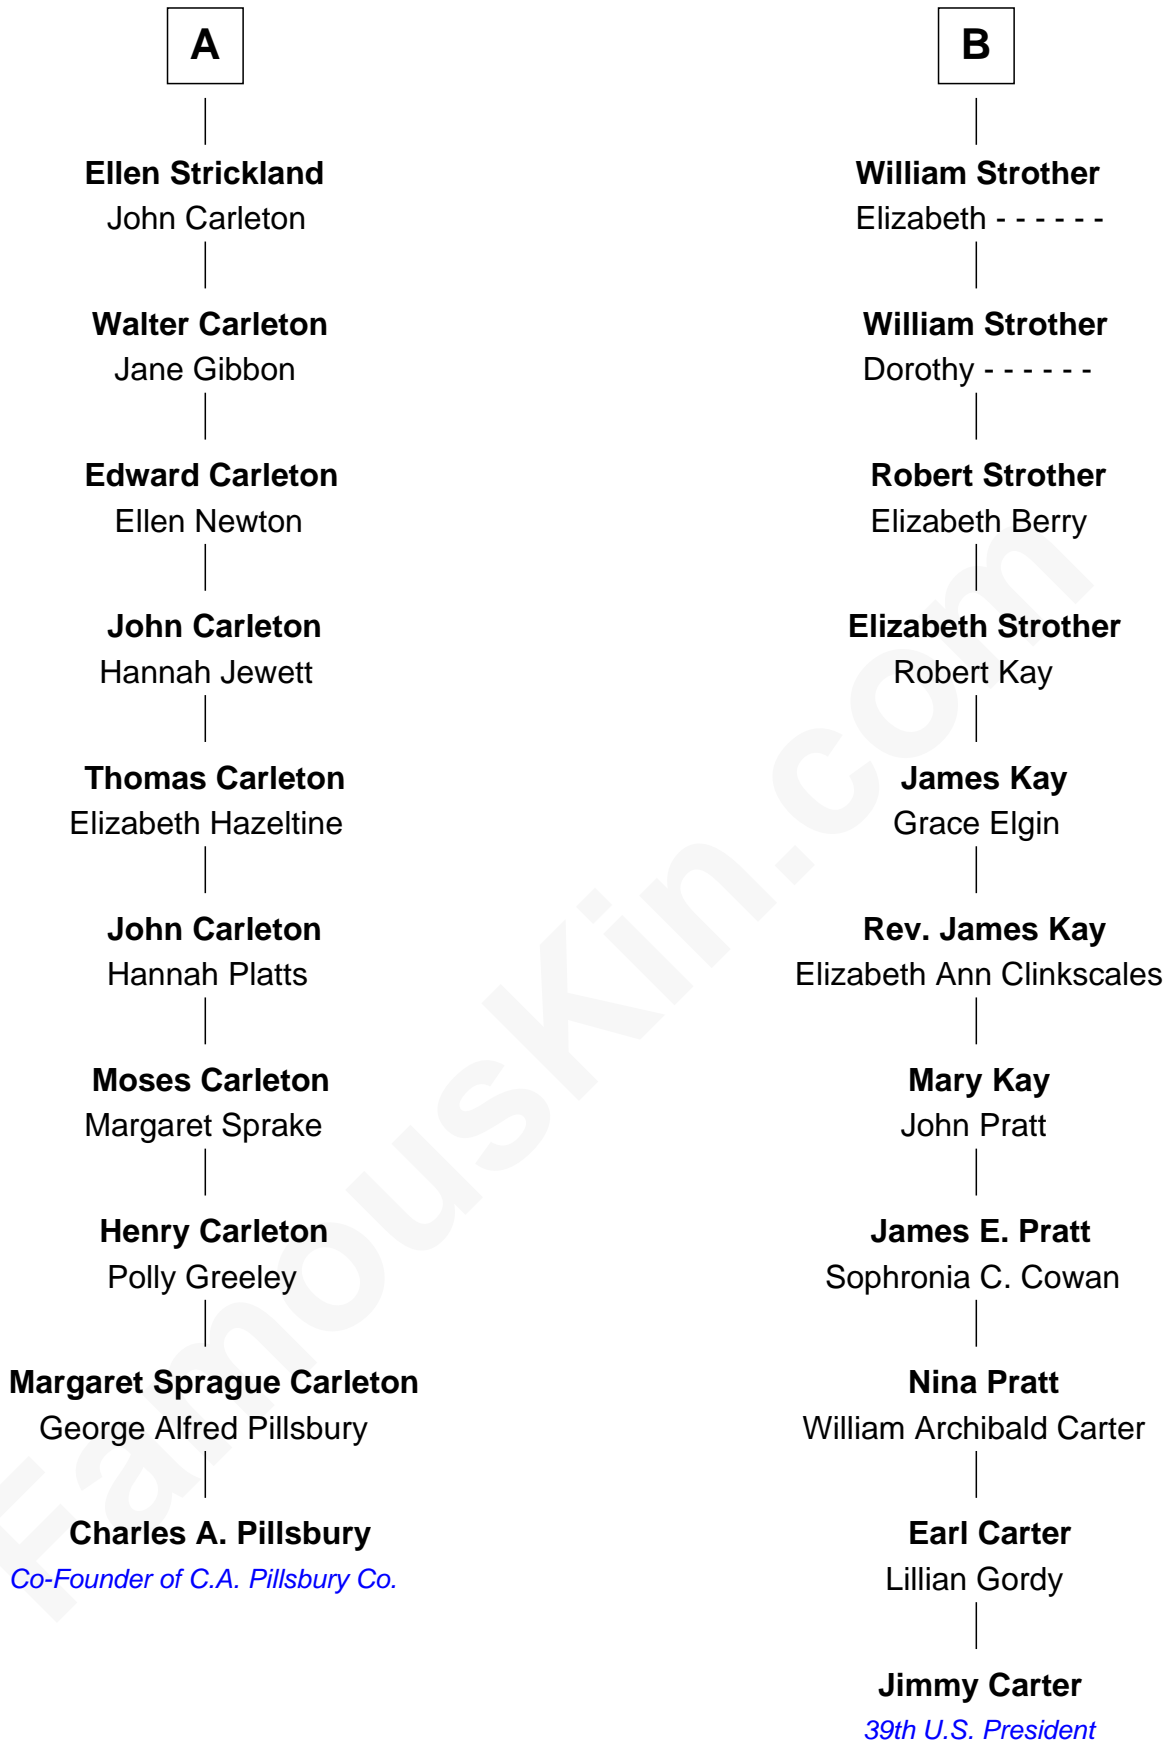 A
Ellen Strickland
John Carleton
Walter Carleton
Jane Gibbon
Edward Carleton
Ellen Newton
John Carleton
Hannah Jewett
Thomas Carleton
Elizabeth Hazeltine
John Carleton
Hannah Platts
Moses Carleton
Margaret Sprake
Henry Carleton
Polly Greeley
Margaret Sprague Carleton
George Alfred Pillsbury
Charles A. Pillsbury
Co-Founder of C.A. Pillsbury Co.
B
William Strother
Elizabeth - - - - - -
William Strother
Dorothy - - - - - -
Robert Strother
Elizabeth Berry
Elizabeth Strother
Robert Kay
James Kay
Grace Elgin
Rev. James Kay
Elizabeth Ann Clinkscales
Mary Kay
John Pratt
James E. Pratt
Sophronia C. Cowan
Nina Pratt
William Archibald Carter
Earl Carter
Lillian Gordy
Jimmy Carter
39th U.S. President
FamousKin.com